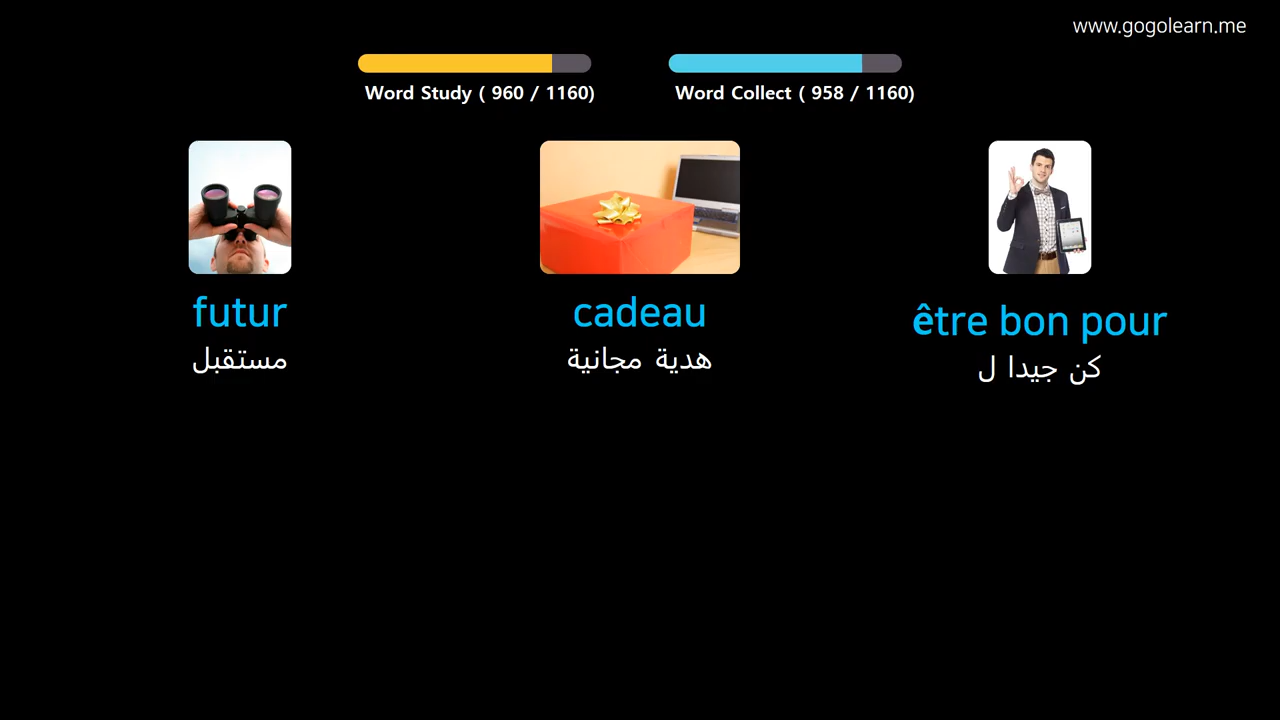 www.gogolearn.me
Word Study ( 960 / 1160)
Word Collect ( 958 / 1160)
futur
مستقبل
cadeau
هدية مجانية
être bon pour
كن جيدا ل